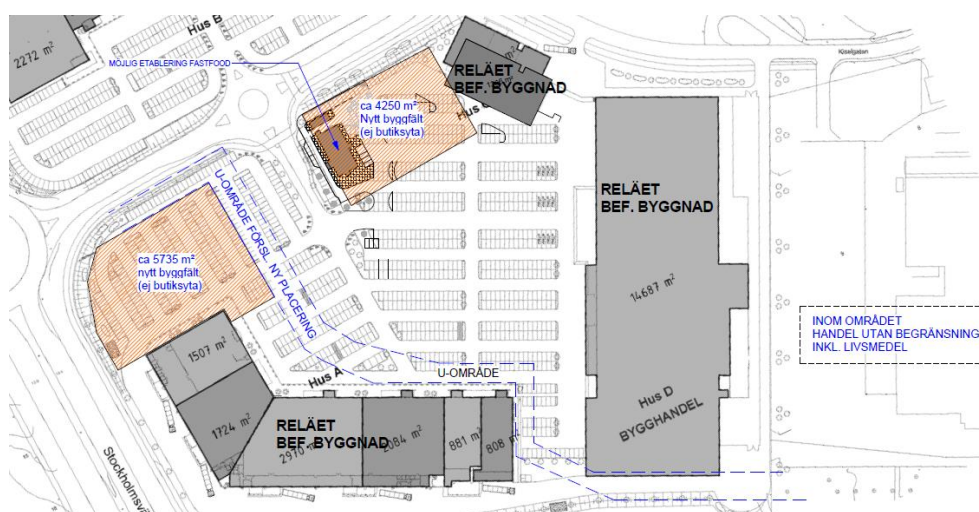 Hus B
2272 m²
MÖJLIG ETABLERING FASTFOOD
ca 4250 m²
Nytt byggfält
(ej butiksyta)
RELÄET
BEF. BYGGNAD
Hus C
Kiselgatan
U-OMRÅDE FÖRSL. NY PLACERING
ca 5735 m²
nytt byggfält
(ej butiksyta)
RELÄET
BEF. BYGGNAD
14687 m²
INOM OMRÅDET
HANDEL UTAN BEGRÄNSNING
INKL. LIVSMEDEL
1507 m²
U-OMRÅDE
Hus A
Hus D
BYGGHANDEL
1724 m²
RELÄET
BEF. BYGGNAD
2910 m²
2084 m²
881 m²
808 m²
Stockholmsvä